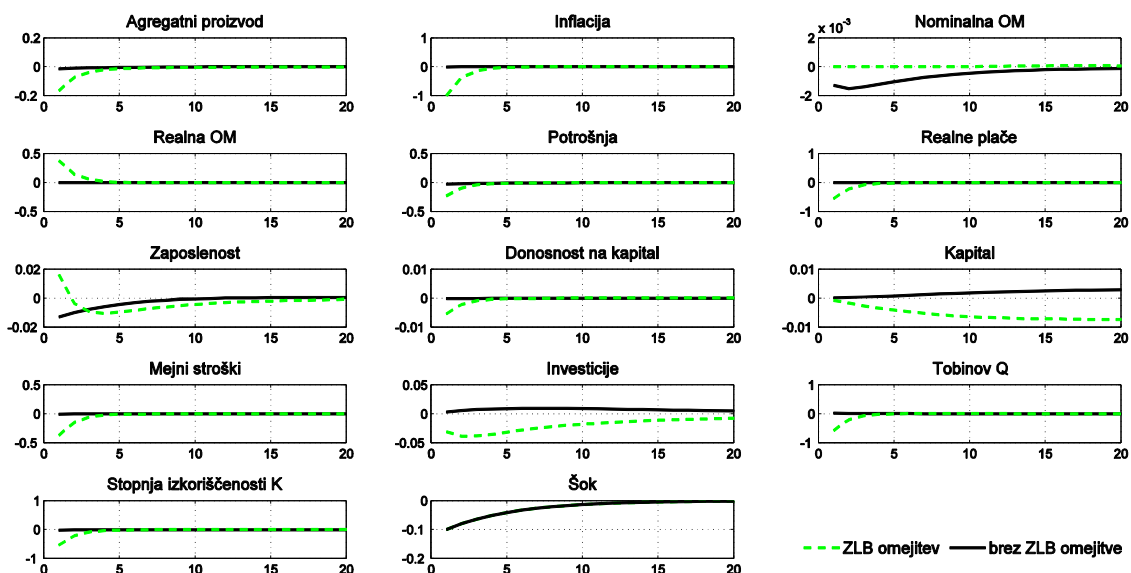 Agregatni proizvod
0.2
0
-0.2
0 5 10 15 20
Inflacija
1
0
-1
0 5 10 15 20
Nominalna OM
x 10⁻³
2
0
-2
0 5 10 15 20
Realna OM
0.5
0
-0.5
0 5 10 15 20
Potrošnja
0.5
0
-0.5
0 5 10 15 20
Realne plače
1
0
-1
0 5 10 15 20
Zaposlenost
0.02
0
-0.02
0 5 10 15 20
Donosnost na kapital
0.01
0
-0.01
0 5 10 15 20
Kapital
0.01
0
-0.01
0 5 10 15 20
Mejni stroški
0.5
0
-0.5
0 5 10 15 20
Investicije
0.05
0
-0.05
0 5 10 15 20
Tobinov Q
1
0
-1
0 5 10 15 20
Stopnja izkoriščenosti K
1
0
-1
0 5 10 15 20
Šok
0
-0.1
-0.2
0 5 10 15 20
ZLB omejitev brez ZLB omejitve